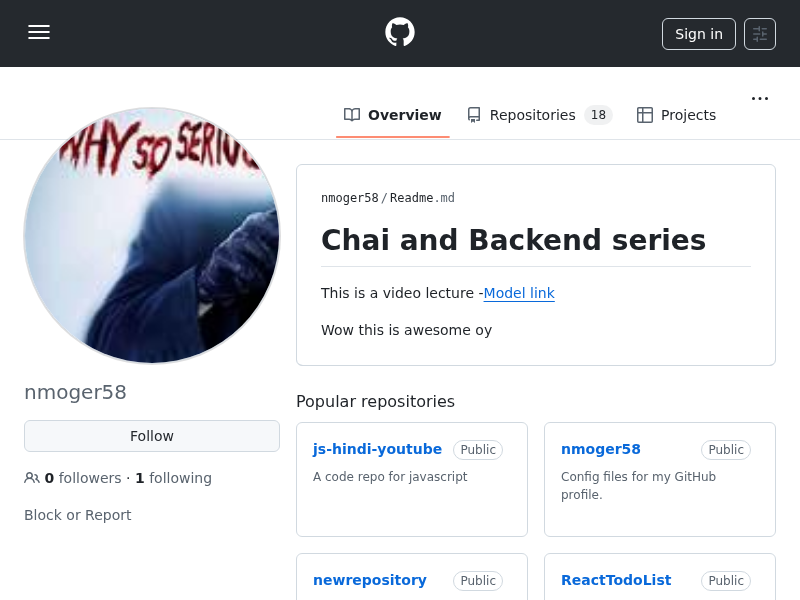 Sign in
Overview
Repositories 18
Projects
WHY SO SERIOUS
nmoger58
Follow
0 followers · 1 following
Block or Report
nmoger58/Readme.md
Chai and Backend series
This is a video lecture -Model link
Wow this is awesome oy
Popular repositories
js-hindi-youtube Public
A code repo for javascript
nmoger58 Public
Config files for my GitHub
profile.
newrepository Public
ReactTodoList Public